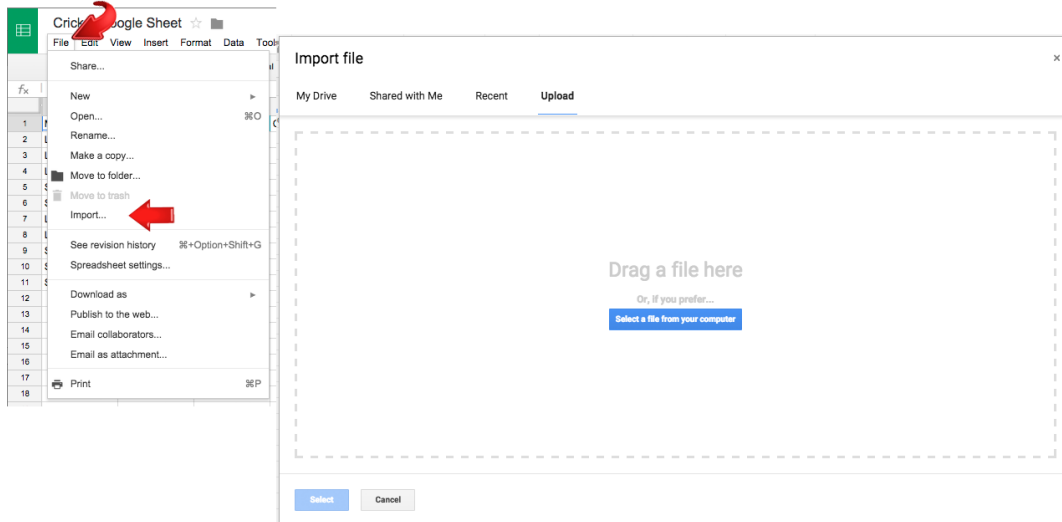 Google Sheet
File Edit View Insert Format Data Tools
fx
Share...
New
Open... ⌘O
Rename...
Make a copy...
Move to folder...
Move to trash
Import...
See revision history ⌘+Option+Shift+G
Spreadsheet settings...
Download as
Publish to the web...
Email collaborators...
Email as attachment...
Print ⌘P
1
2
3
4
5
6
7
8
9
10
11
12
13
14
15
16
17
18
Import file ×
My Drive Shared with Me Recent Upload
Drag a file here
Or, if you prefer...
Select a file from your computer
Select Cancel